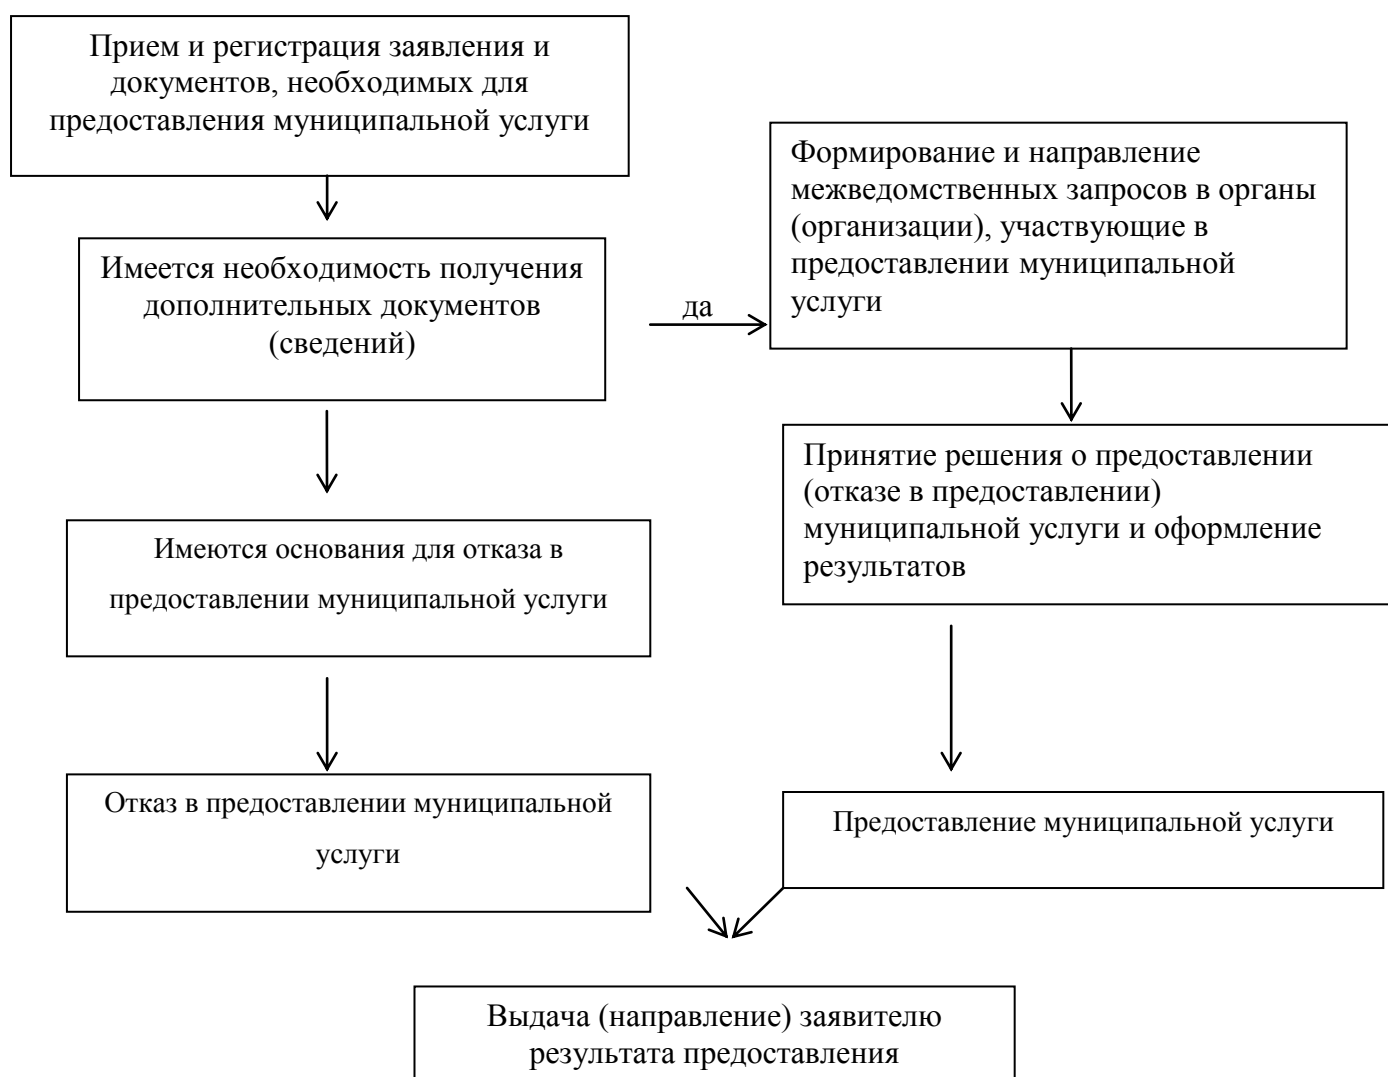 Прием и регистрация заявления и
документов, необходимых для
предоставления муниципальной услуги
Формирование и направление
межведомственных запросов в органы
(организации), участвующие в
предоставлении муниципальной
услуги
Имеется необходимость получения
дополнительных документов
(сведений)
да
Принятие решения о предоставлении
(отказе в предоставлении)
муниципальной услуги и оформление
результатов
Имеются основания для отказа в
предоставлении муниципальной услуги
Отказ в предоставлении муниципальной
услуги
Предоставление муниципальной услуги
Выдача (направление) заявителю
результата предоставления